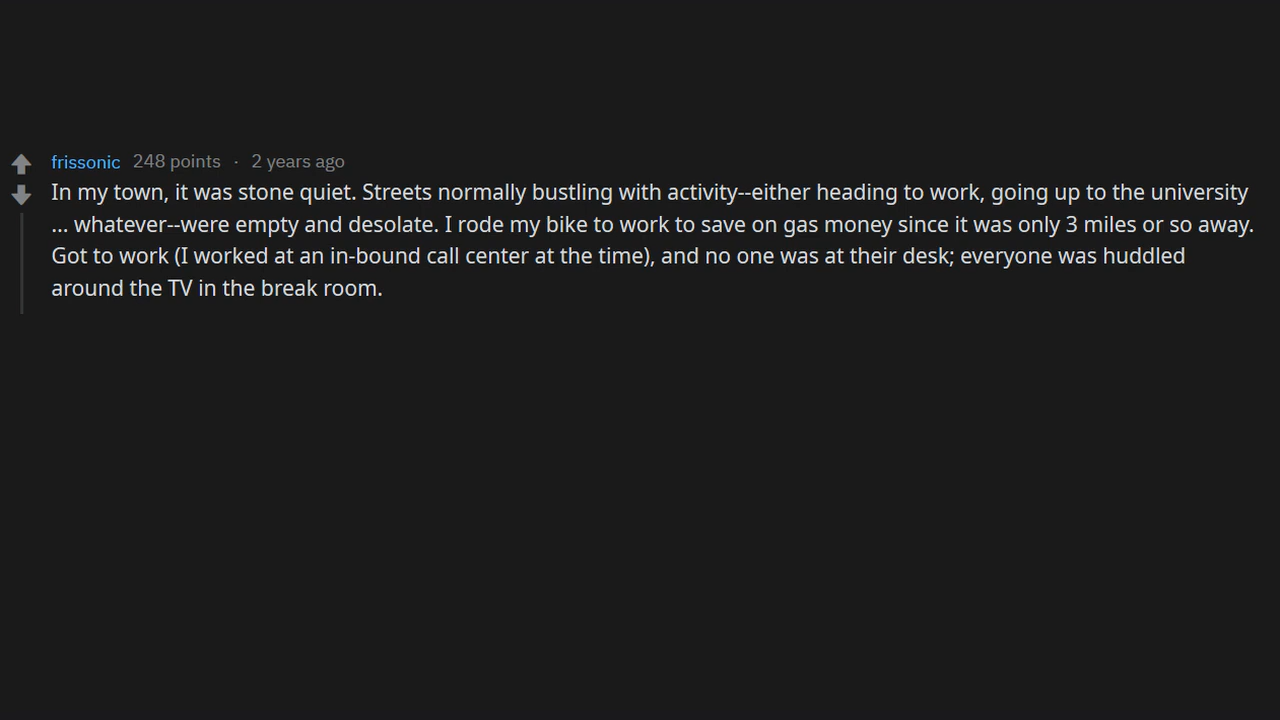 frissonic 248 points · 2 years ago
In my town, it was stone quiet. Streets normally bustling with activity--either heading to work, going up to the university
... whatever--were empty and desolate. I rode my bike to work to save on gas money since it was only 3 miles or so away.
Got to work (I worked at an in-bound call center at the time), and no one was at their desk; everyone was huddled
around the TV in the break room.